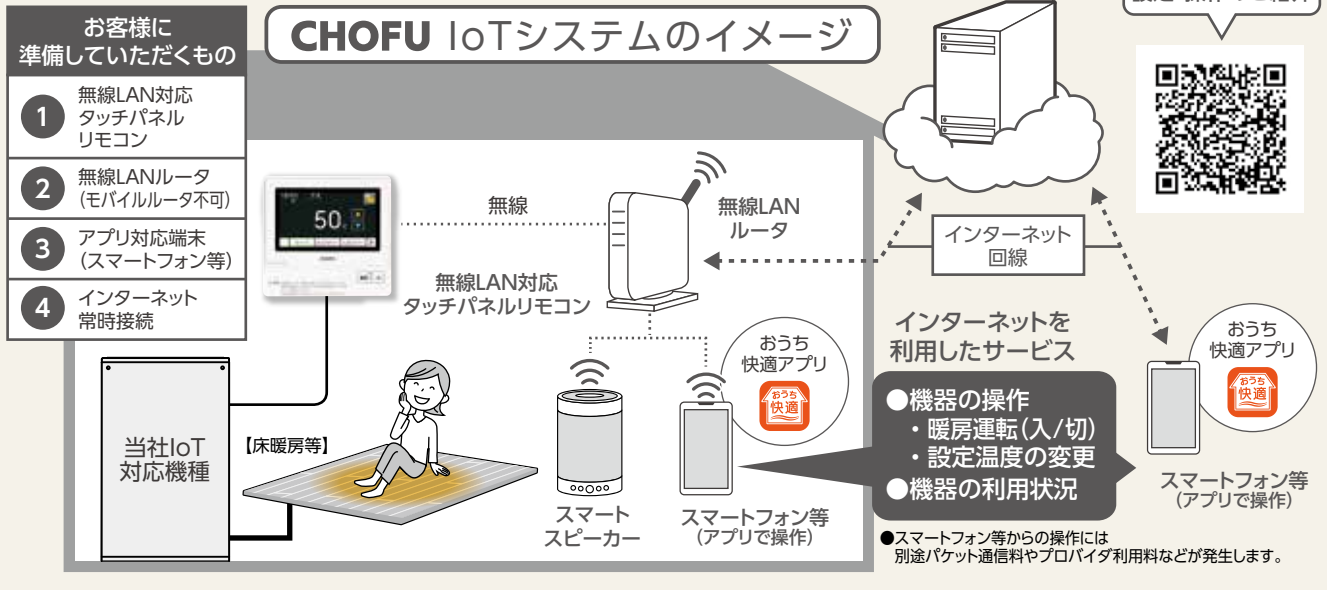 お客様に
準備していただくもの
1 無線LAN対応
タッチパネル
リモコン
2 無線LANルータ
(モバイルルータ不可)
3 アプリ対応端末
(スマートフォン等)
4 インターネット
常時接続
CHOFU IoTシステムのイメージ
50
無線
無線LAN
ルータ
無線LAN対応
タッチパネルリモコン
インターネット
回線
当社IoT
対応機種
【床暖房等】
スマート
スピーカー
おうち
快適アプリ
おうち
快適
スマートフォン等
(アプリで操作)
インターネットを
利用したサービス
●機器の操作
・暖房運転(入/切)
・設定温度の変更
●機器の利用状況
おうち
快適アプリ
おうち
快適
スマートフォン等
(アプリで操作)
●スマートフォン等からの操作には
別途パケット通信料やプロバイダ利用料などが発生します。